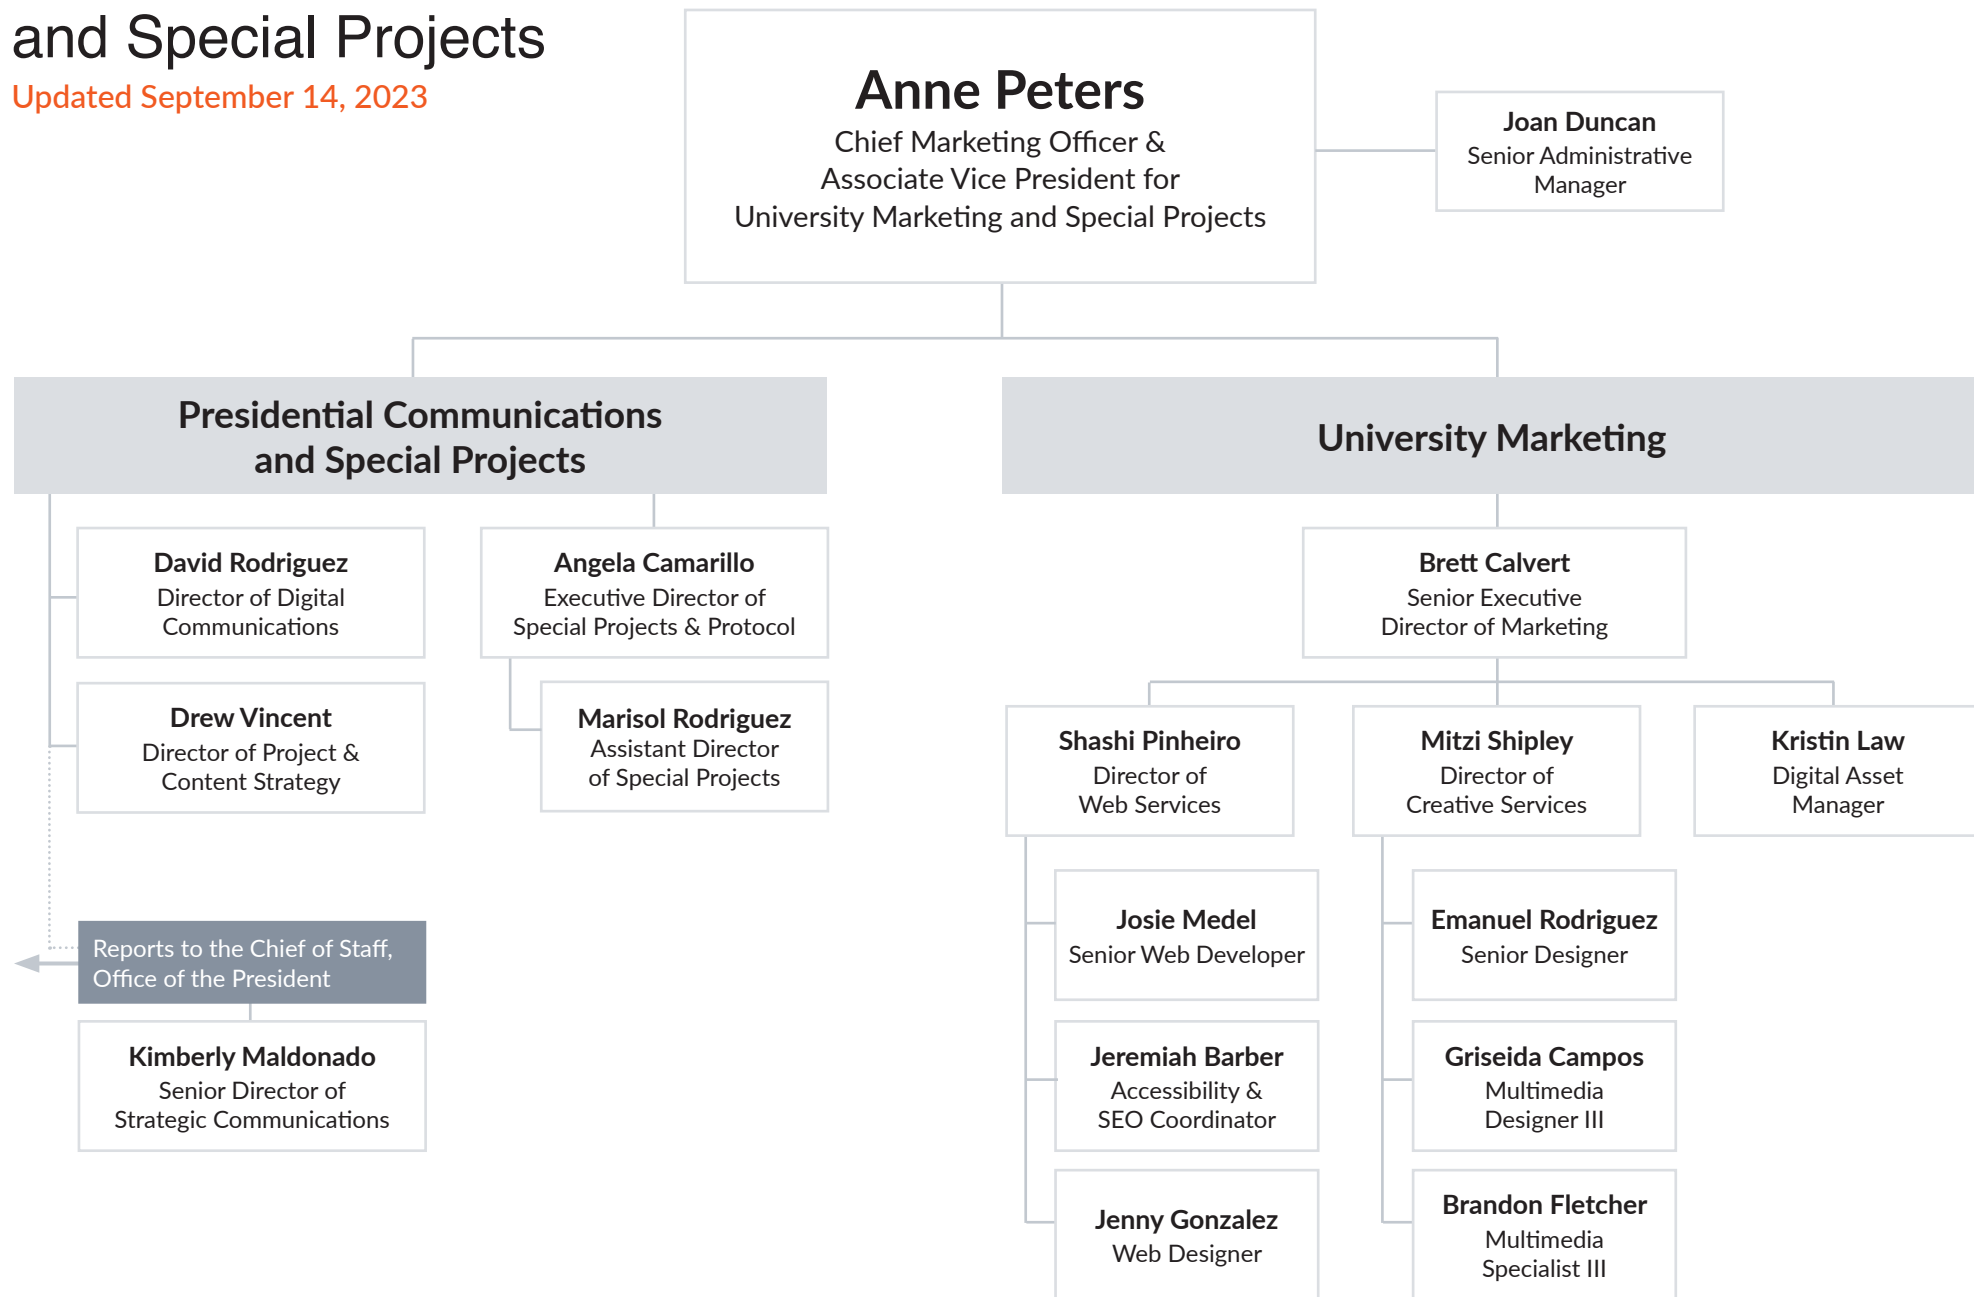 and Special Projects
Updated September 14, 2023
Anne Peters
Chief Marketing Officer &
Associate Vice President for
University Marketing and Special Projects
Joan Duncan
Senior Administrative
Manager
Presidential Communications
and Special Projects
David Rodriguez
Director of Digital
Communications
Drew Vincent
Director of Project &
Content Strategy
Angela Camarillo
Executive Director of
Special Projects & Protocol
Marisol Rodriguez
Assistant Director
of Special Projects
Reports to the Chief of Staff,
Office of the President
Kimberly Maldonado
Senior Director of
Strategic Communications
University Marketing
Brett Calvert
Senior Executive
Director of Marketing
Shashi Pinheiro
Director of
Web Services
Josie Medel
Senior Web Developer
Jeremiah Barber
Accessibility &
SEO Coordinator
Jenny Gonzalez
Web Designer
Mitzi Shipley
Director of
Creative Services
Emanuel Rodriguez
Senior Designer
Griseida Campos
Multimedia
Designer III
Brandon Fletcher
Multimedia
Specialist III
Kristin Law
Digital Asset
Manager